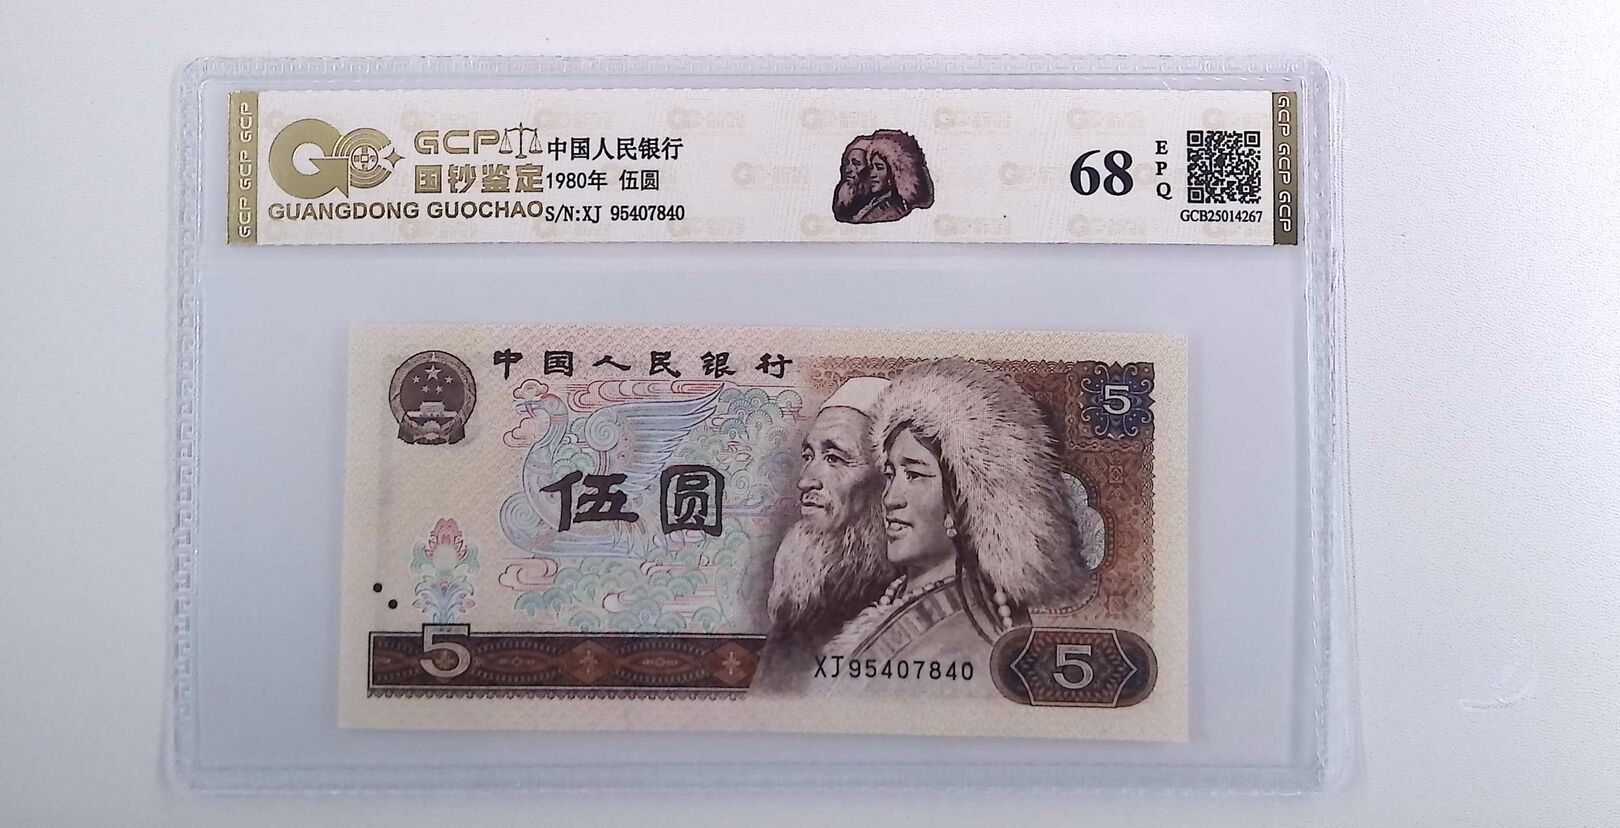 GCP GCP GCP
GCP
国钞鉴定
GUANGDONG GUOCHAO
中国人民银行
1980年 伍圆
S/N:XJ 95407840
68
EPQ
GCB25014267
GCP GCP GCP
中国人民银行
5
伍圆
5
XJ95407840
5